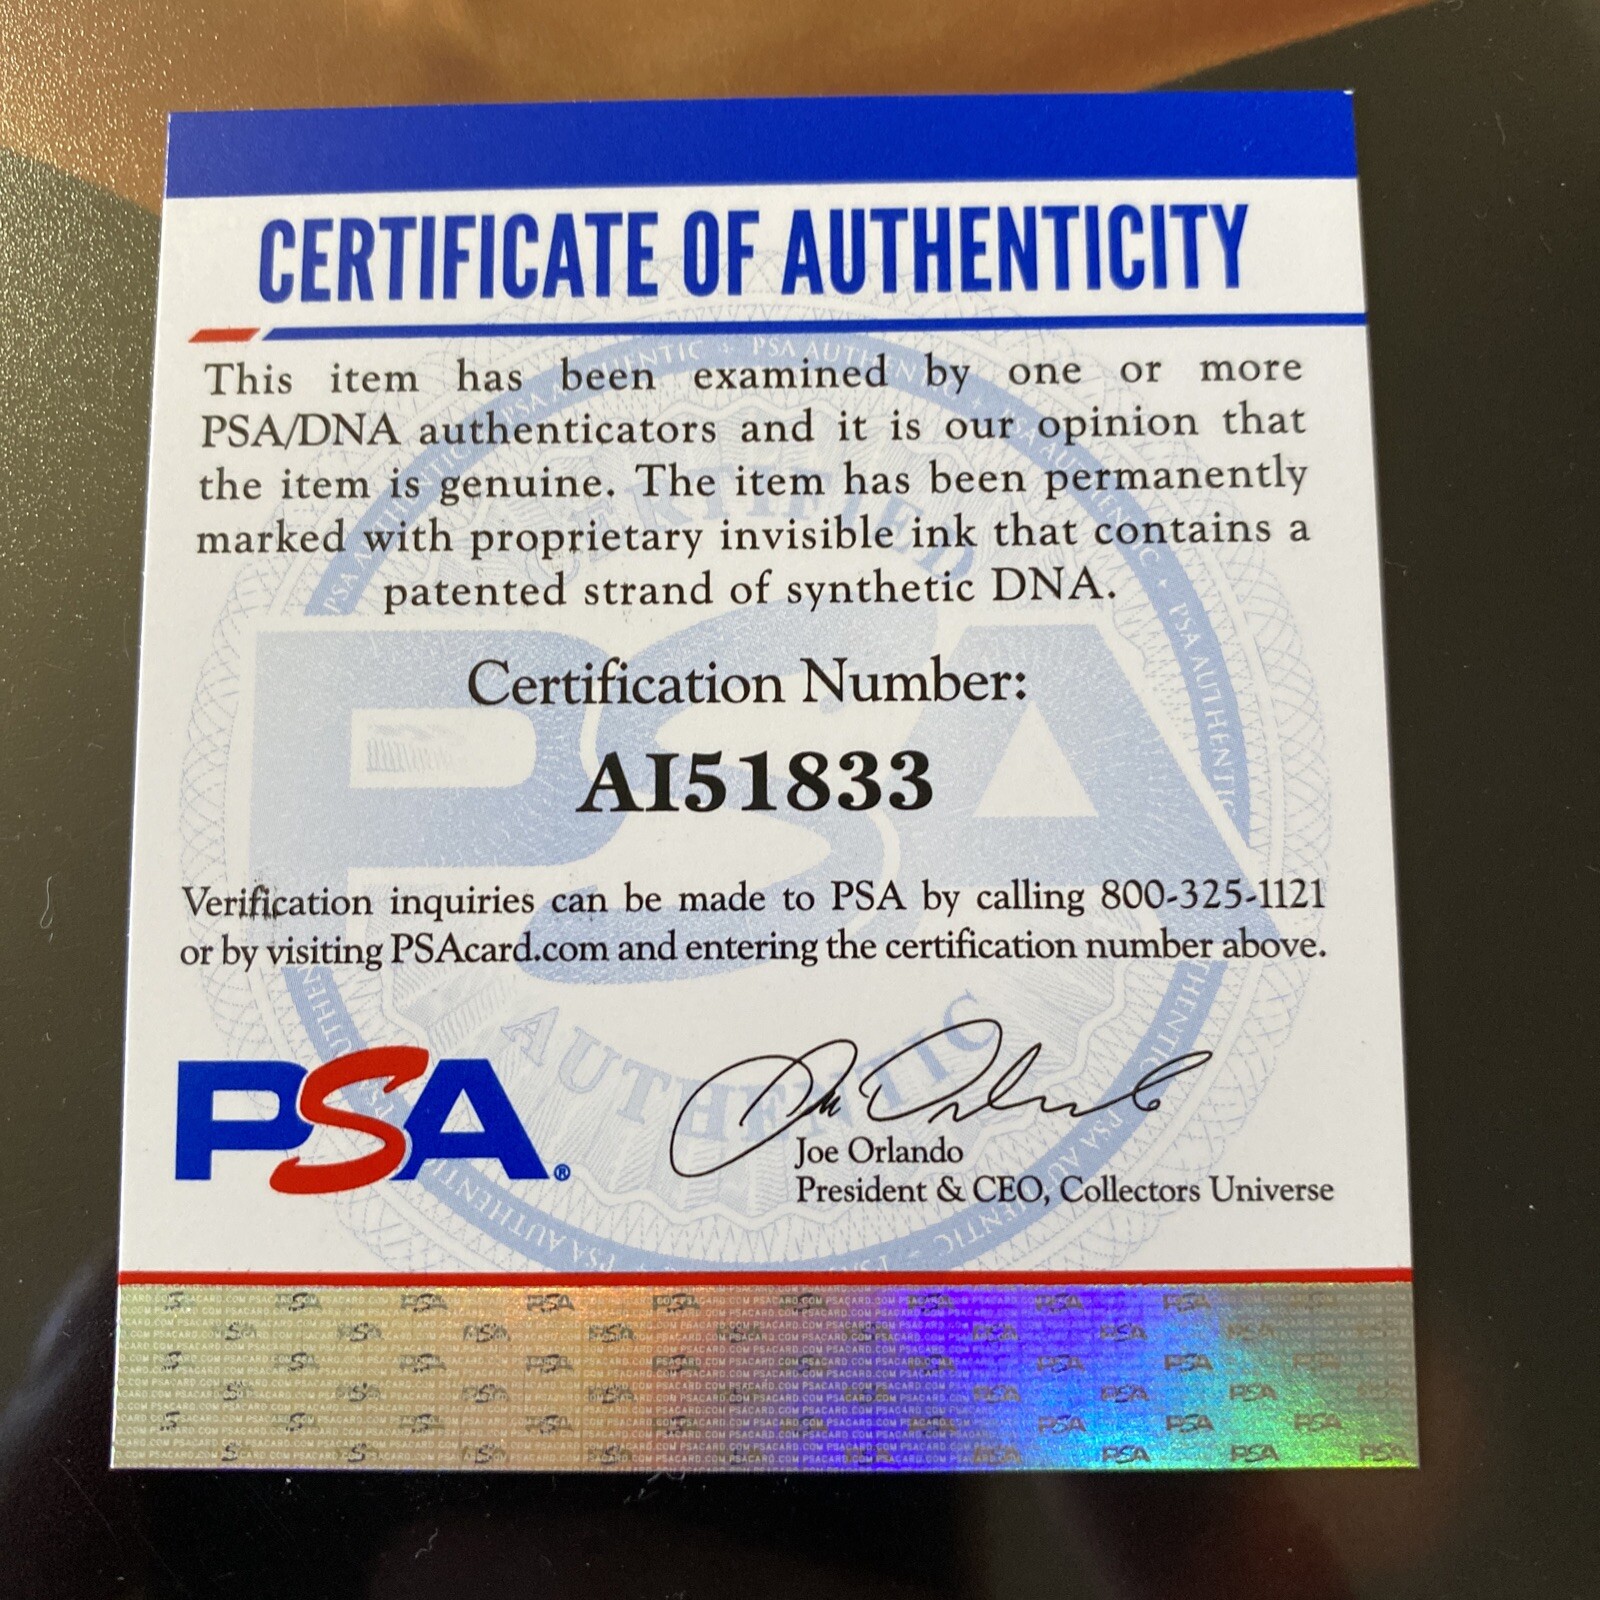 CERTIFICATE OF AUTHENTICITY
This item has been examined by one or more
PSA/DNA authenticators and it is our opinion that
the item is genuine. The item has been permanently
marked with proprietary invisible ink that contains a
patented strand of synthetic DNA.
Certification Number:
AI51833
Verification inquiries can be made to PSA by calling 800-325-1121
or by visiting PSAcard.com and entering the certification number above.
PSA®
Joe Orlando
President & CEO, Collectors Universe